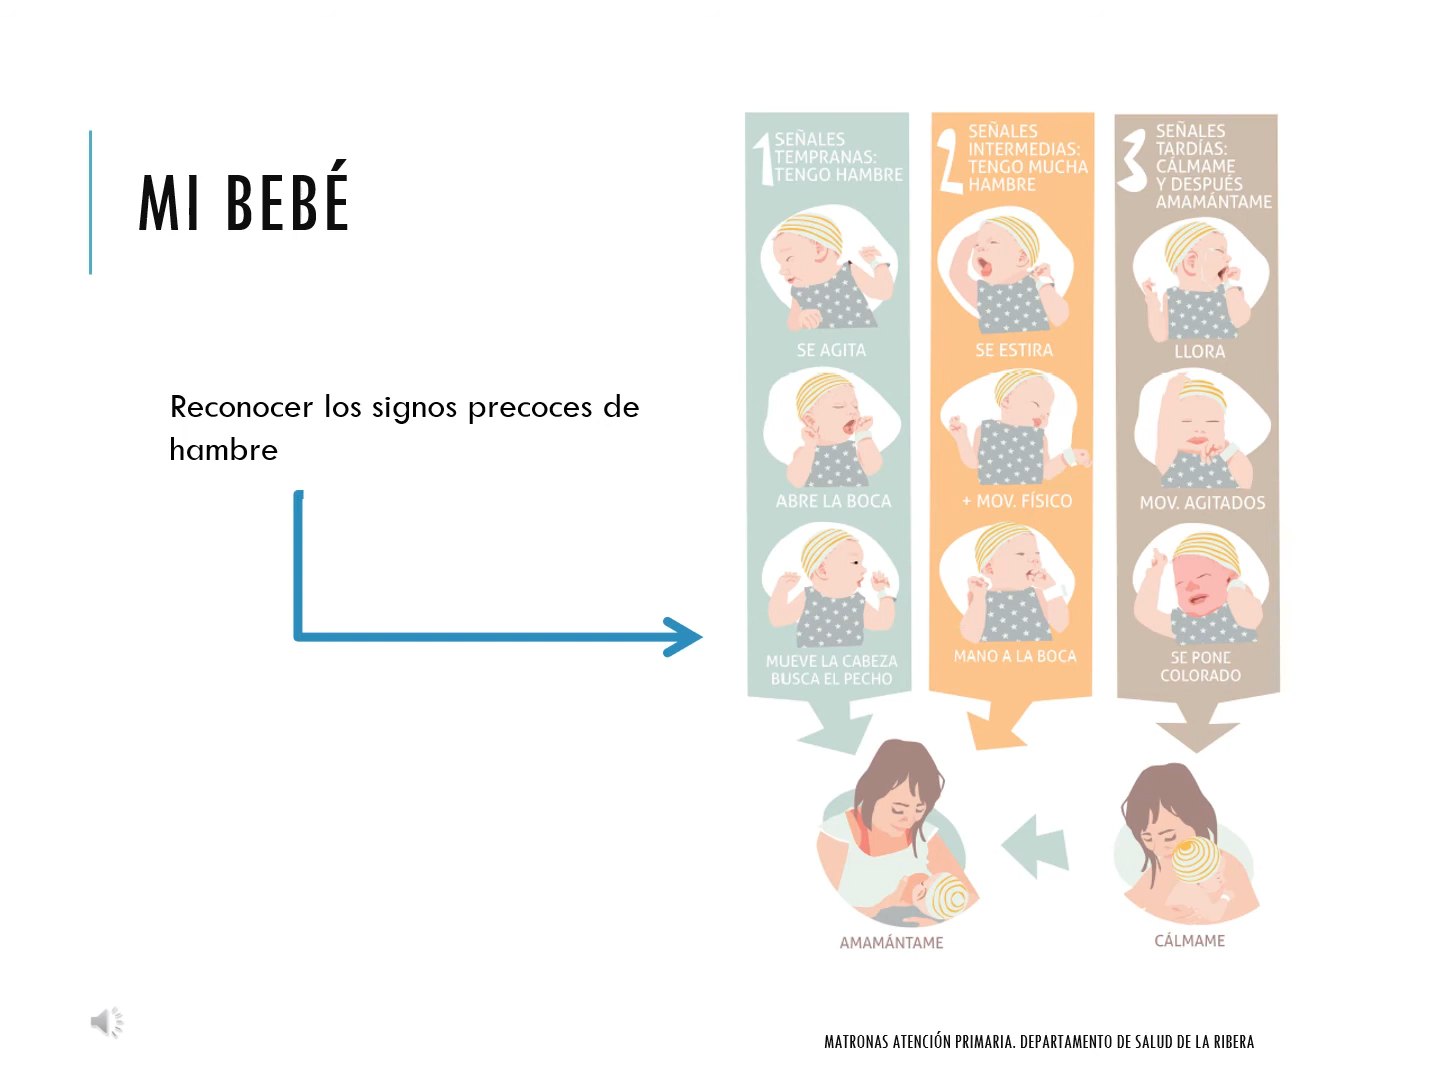 MI BEBÉ
Reconocer los signos precoces de
hambre
1 SEÑALES
TEMPRANAS:
TENGO HAMBRE
SE AGITA
ABRE LA BOCA
MUEVE LA CABEZA
BUSCA EL PECHO
2 SEÑALES
INTERMEDIAS:
TENGO MUCHA
HAMBRE
SE ESTIRA
+ MOV. FÍSICO
MANO A LA BOCA
3 SEÑALES
TARDÍAS:
CÁLMAME
Y DESPUÉS
AMAMÁNTAME
LLORA
MOV. AGITADOS
SE PONE
COLORADO
AMAMÁNTAME
CÁLMAME
MATRONAS ATENCIÓN PRIMARIA. DEPARTAMENTO DE SALUD DE LA RIBERA